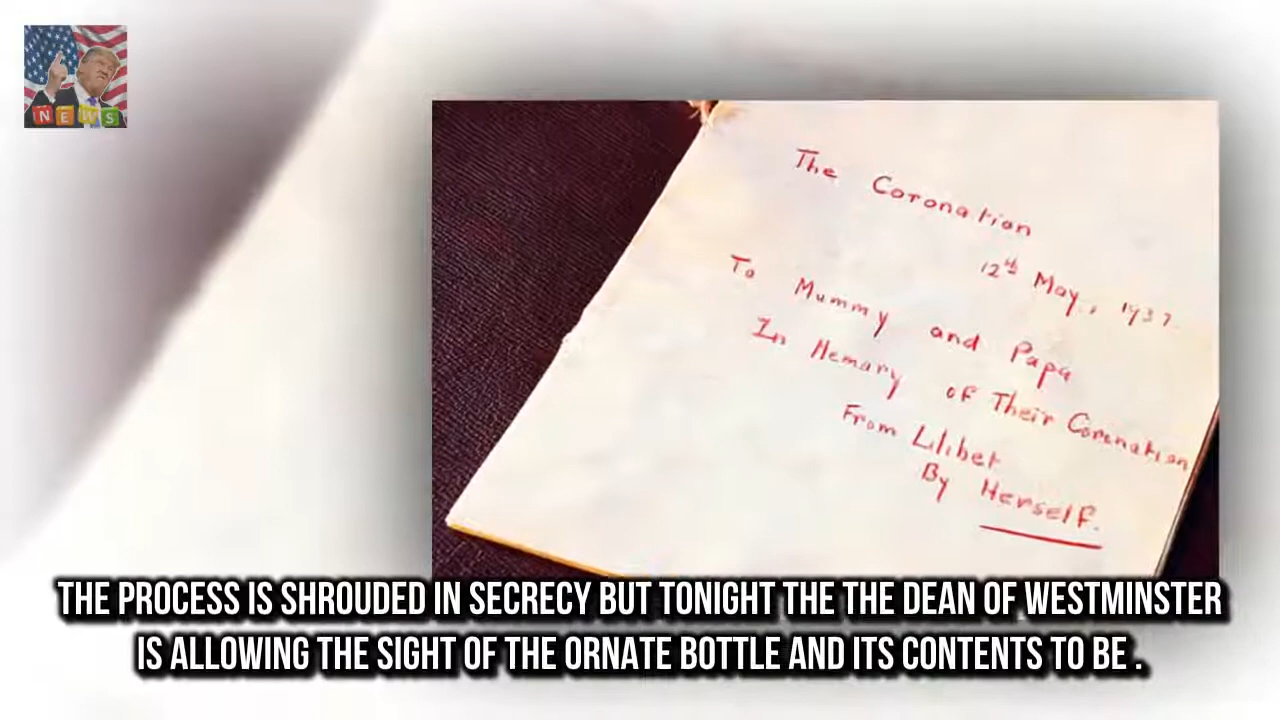 NEWS
The Coronation
12th May, 1937.
To Mummy and Papa
In Memary of Their Coronation
From Lilibet
By Herself.
THE PROCESS IS SHROUDED IN SECRECY BUT TONIGHT THE THE DEAN OF WESTMINSTER
IS ALLOWING THE SIGHT OF THE ORNATE BOTTLE AND ITS CONTENTS TO BE .